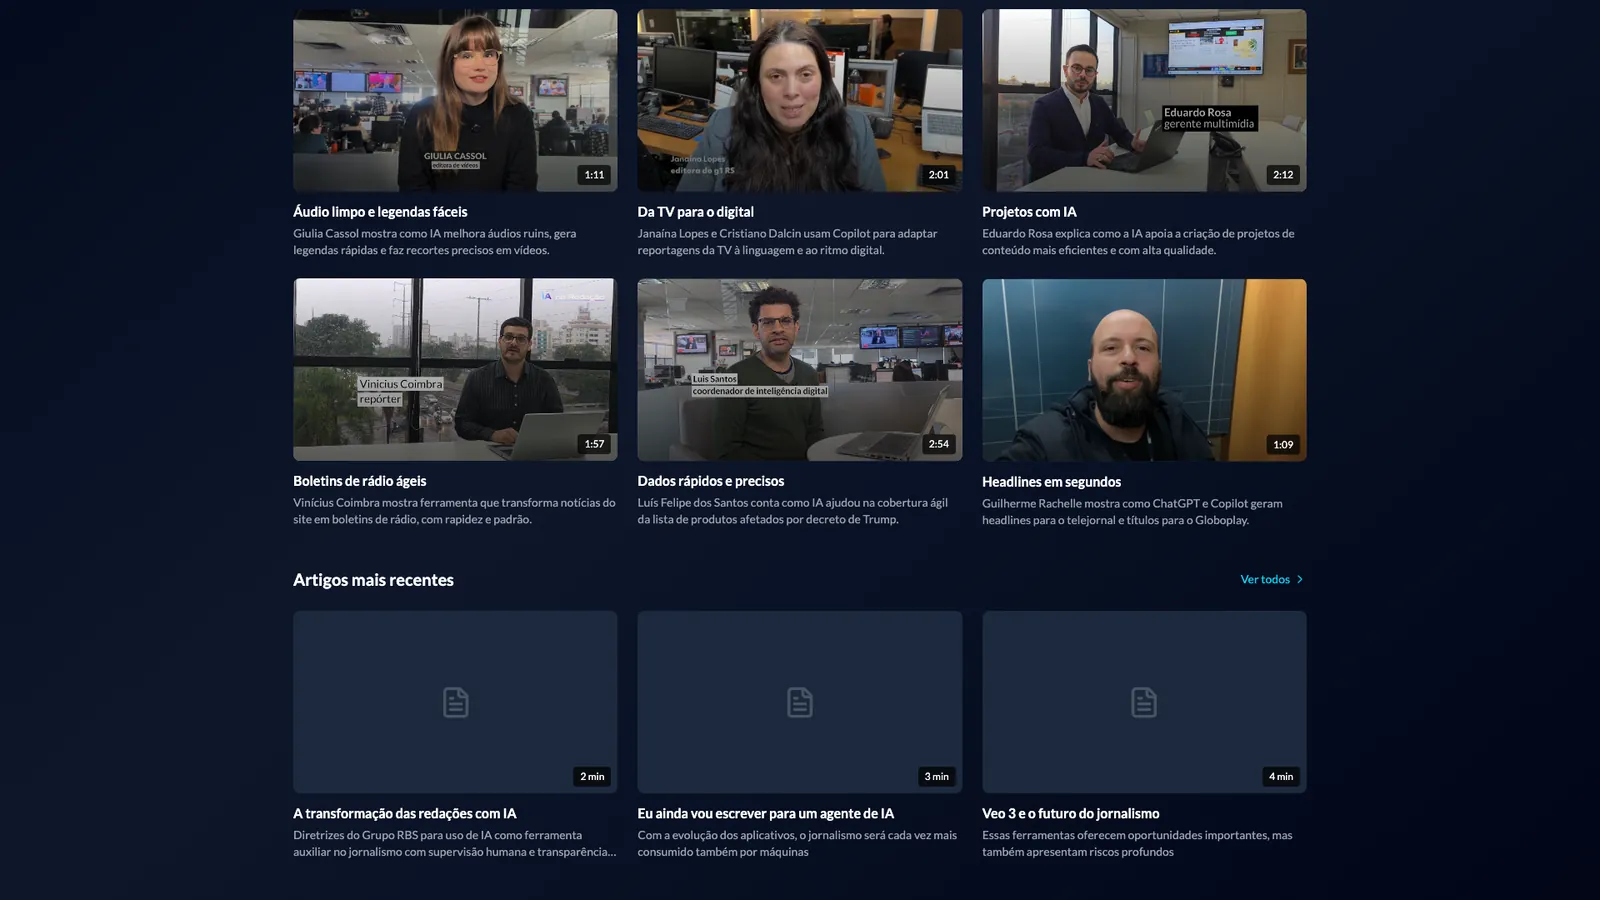 GIULIA CASSOL
editora de vídeos
1:11
Janaína Lopes
editora do g1 RS
2:01
Eduardo Rosa
gerente multimídia
2:12
Áudio limpo e legendas fáceis
Giulia Cassol mostra como IA melhora áudios ruins, gera
legendas rápidas e faz recortes precisos em vídeos.
Da TV para o digital
Janaína Lopes e Cristiano Dalcin usam Copilot para adaptar
reportagens da TV à linguagem e ao ritmo digital.
Projetos com IA
Eduardo Rosa explica como a IA apoia a criação de projetos de
conteúdo mais eficientes e com alta qualidade.
IA
Vinicius Coimbra
repórter
1:57
Luis Santos
coordenador de inteligência digital
2:54
1:09
Boletins de rádio ágeis
Vinícius Coimbra mostra ferramenta que transforma notícias do
site em boletins de rádio, com rapidez e padrão.
Dados rápidos e precisos
Luís Felipe dos Santos conta como IA ajudou na cobertura ágil
da lista de produtos afetados por decreto de Trump.
Headlines em segundos
Guilherme Rachelle mostra como ChatGPT e Copilot geram
headlines para o telejornal e títulos para o Globoplay.
Artigos mais recentes
Ver todos
2 min
3 min
4 min
A transformação das redações com IA
Diretrizes do Grupo RBS para uso de IA como ferramenta
auxiliar no jornalismo com supervisão humana e transparência...
Eu ainda vou escrever para um agente de IA
Com a evolução dos aplicativos, o jornalismo será cada vez mais
consumido também por máquinas
Veo 3 e o futuro do jornalismo
Essas ferramentas oferecem oportunidades importantes, mas
também apresentam riscos profundos